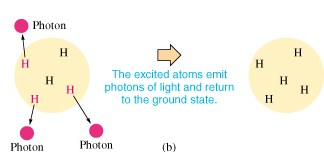 Photon
H
H
H
H
H
Photon
Photon
The excited atoms emit
photons of light and return
to the ground state.
(b)
H
H
H
H
H